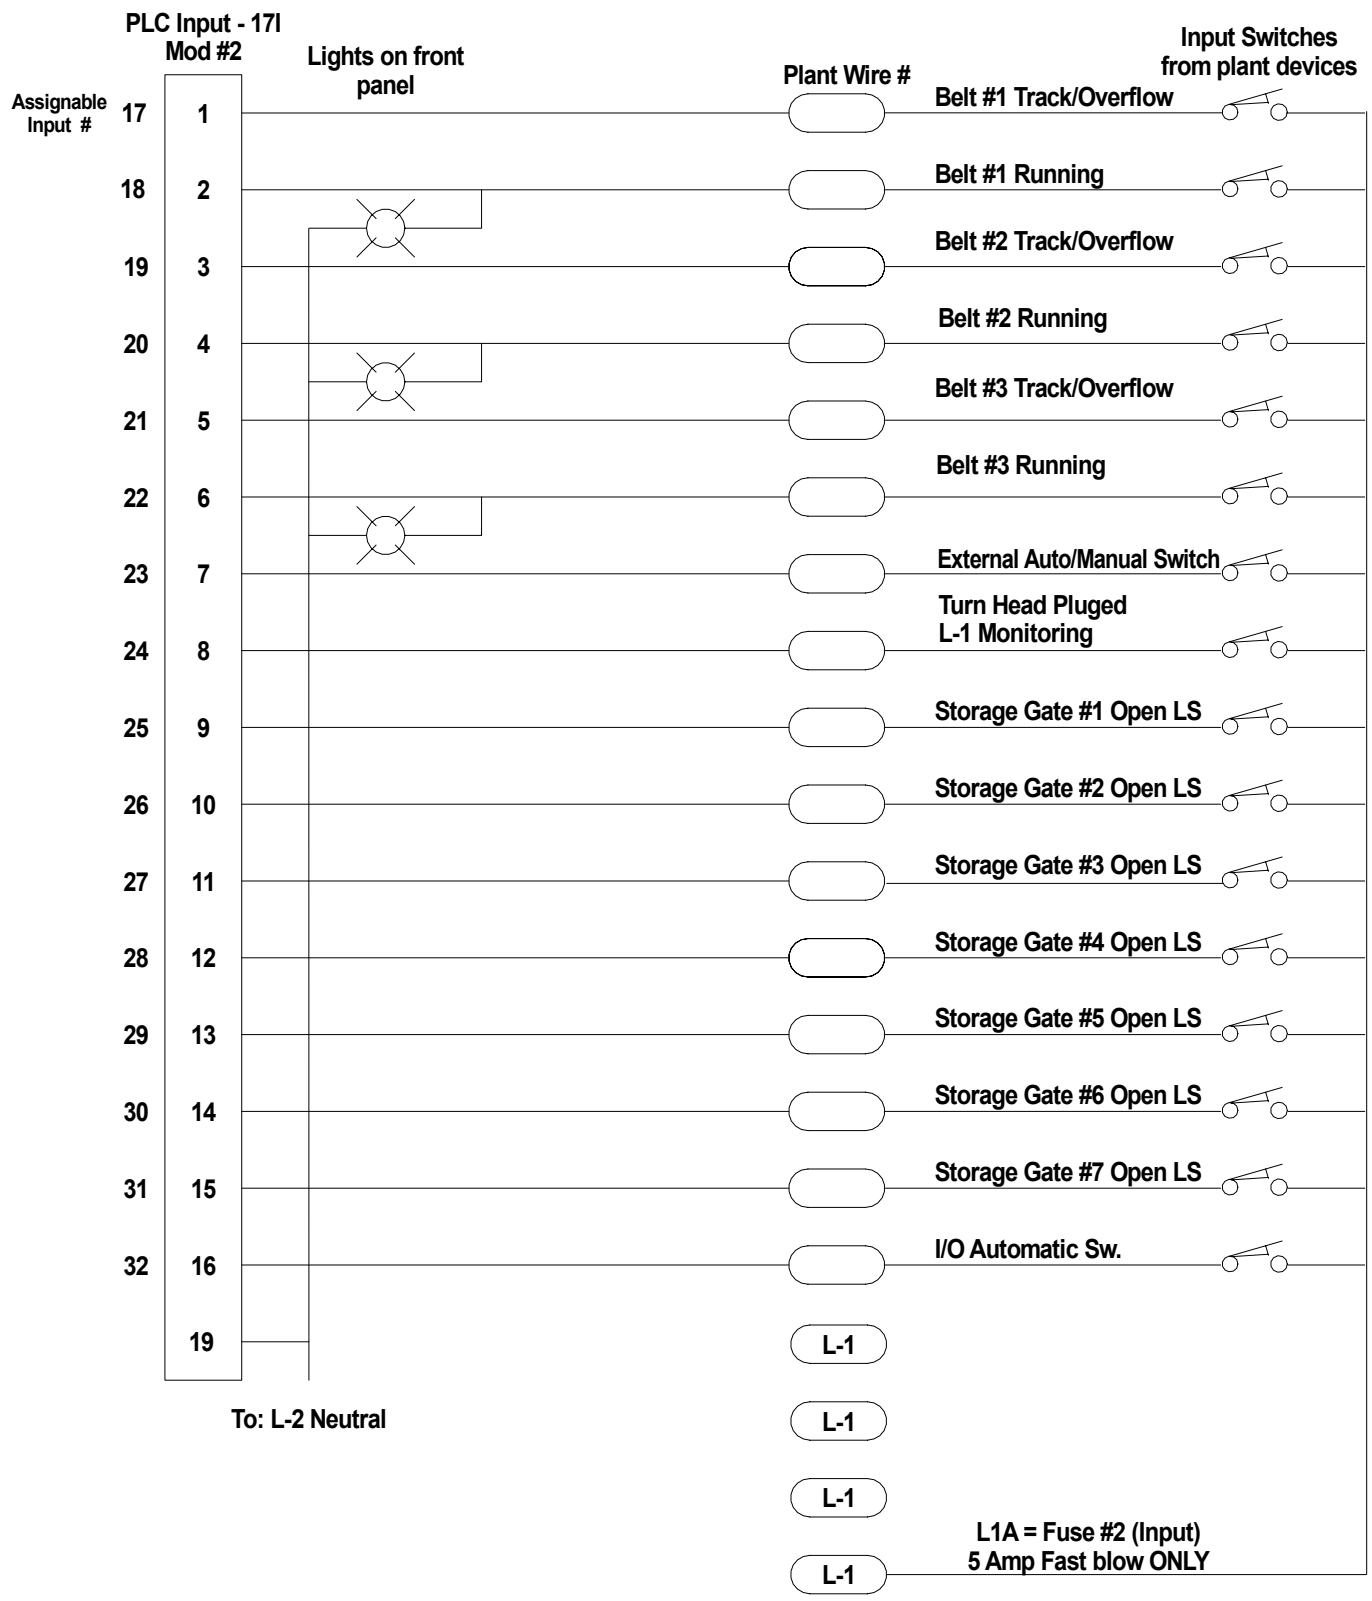 PLC Input - 17I
Mod #2
Lights on front
panel
Plant Wire #
Input Switches
from plant devices
Assignable
Input #
17 1 Belt #1 Track/Overflow
18 2 Belt #1 Running
19 3 Belt #2 Track/Overflow
20 4 Belt #2 Running
21 5 Belt #3 Track/Overflow
22 6 Belt #3 Running
23 7 External Auto/Manual Switch
Turn Head Pluged
24 8 L-1 Monitoring
25 9 Storage Gate #1 Open LS
26 10 Storage Gate #2 Open LS
27 11 Storage Gate #3 Open LS
28 12 Storage Gate #4 Open LS
29 13 Storage Gate #5 Open LS
30 14 Storage Gate #6 Open LS
31 15 Storage Gate #7 Open LS
32 16 I/O Automatic Sw.
19 L-1
To: L-2 Neutral L-1
L-1
L1A = Fuse #2 (Input)
5 Amp Fast blow ONLY
L-1